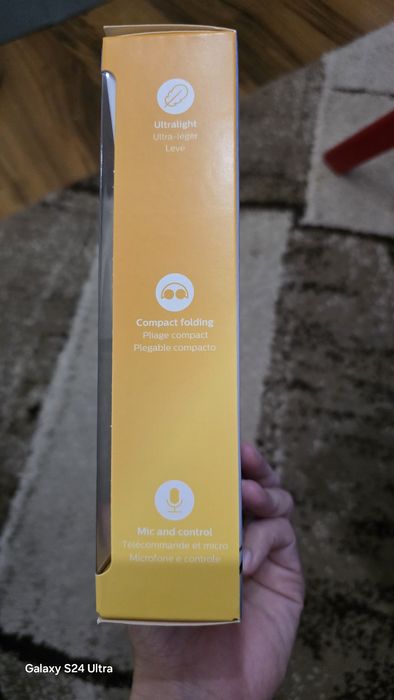 Ultralight
Ultra-léger
Leve
Compact folding
Pliage compact
Plegable compacto
Mic and control
Télécommande et micro
Microfone e controle
Galaxy S24 Ultra